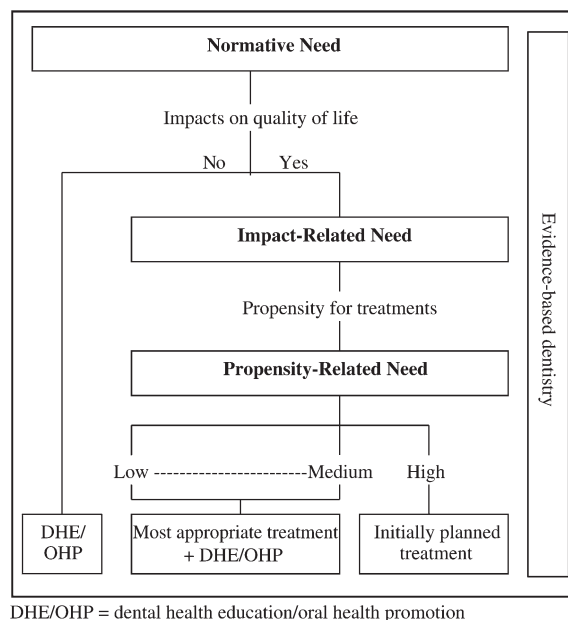 Normative Need
Impacts on quality of life
No Yes
Impact-Related Need
Propensity for treatments
Propensity-Related Need
Low ----------------------- Medium High
DHE/
OHP
Most appropriate treatment
+ DHE/OHP
Initially planned
treatment
Evidence-based dentistry
DHE/OHP = dental health education/oral health promotion